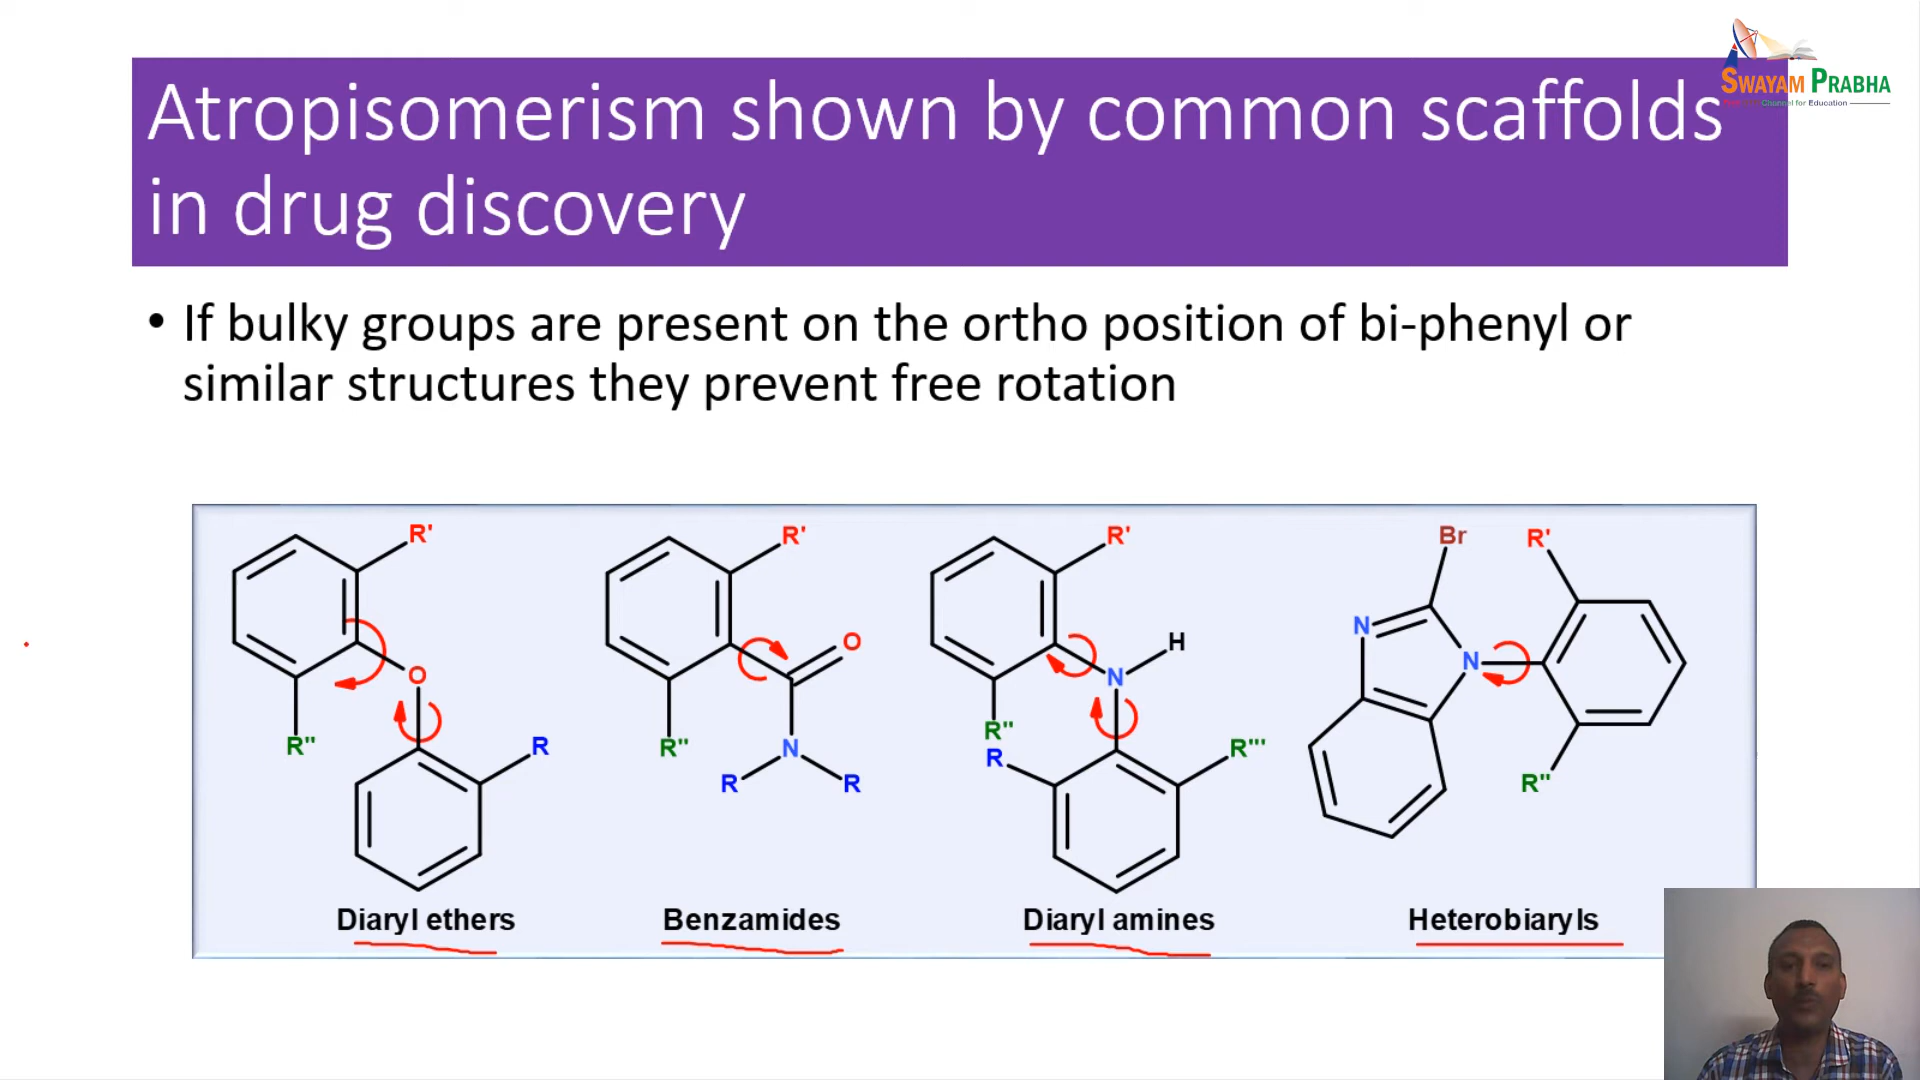 SWAYAM PRABHA
Atropisomerism shown by common scaffolds
in drug discovery
• If bulky groups are present on the ortho position of bi-phenyl or
similar structures they prevent free rotation
R'
O
R"
R
Diaryl ethers
R'
O
R"
N
R
R
Benzamides
R'
H
N
R"
R
R'''
Diaryl amines
Br
R'
N
N
R"
Heterobiaryls